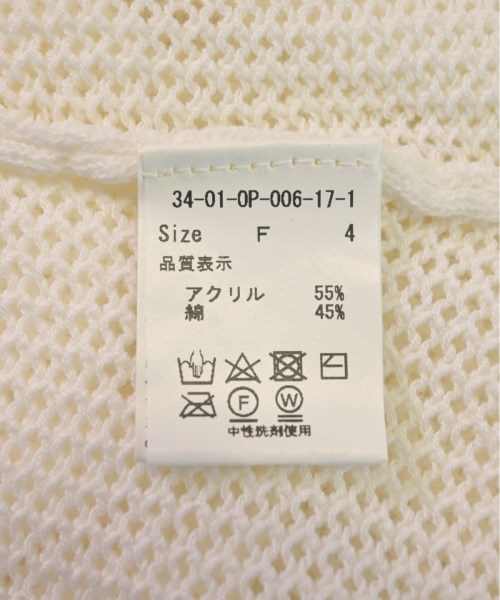 34-01-OP-006-17-1
Size F 4
品質表示
アクリル 55%
綿 45%
F W
中性洗剤使用